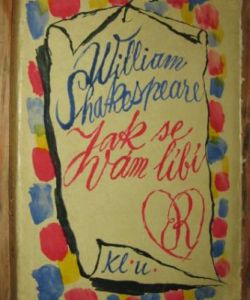 William
Shakespeare
Jak se
Vám líbí
R
KL·U·